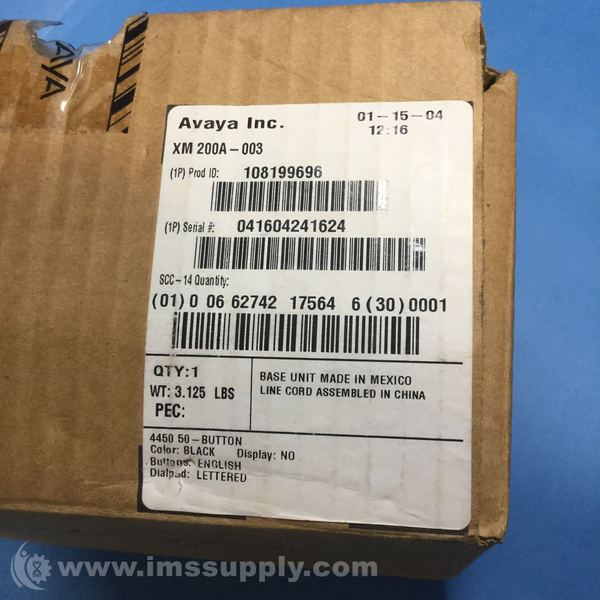 AVAYA
Avaya Inc. 01-15-04
12:16
XM 200A-003
(1P) Prod ID: 108199696
(1P) Serial #: 041604241624
SCC-14 Quantity:
(01) 0 06 62742 17564 6 (30) 0001
QTY: 1
WT: 3.125 LBS
PEC:
BASE UNIT MADE IN MEXICO
LINE CORD ASSEMBLED IN CHINA
4450 50-BUTTON
Color: BLACK Display: NO
Buttons: ENGLISH
Dialpad: LETTERED
www.imssupply.com